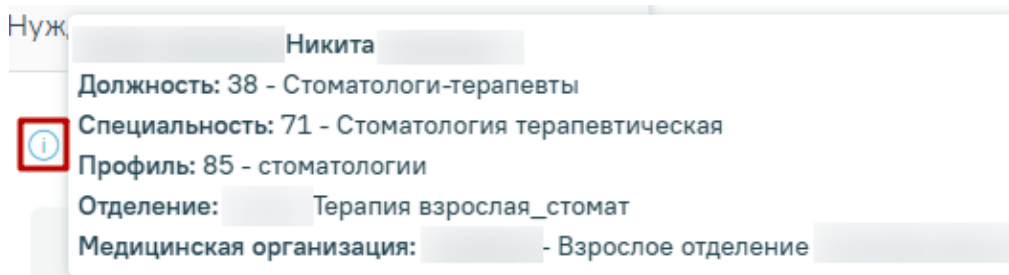 Нуж
Никита
Должность: 38 - Стоматологи-терапевты
Специальность: 71 - Стоматология терапевтическая
Профиль: 85 - стоматологии
Отделение: Терапия взрослая_стомат
Медицинская организация: - Взрослое отделение